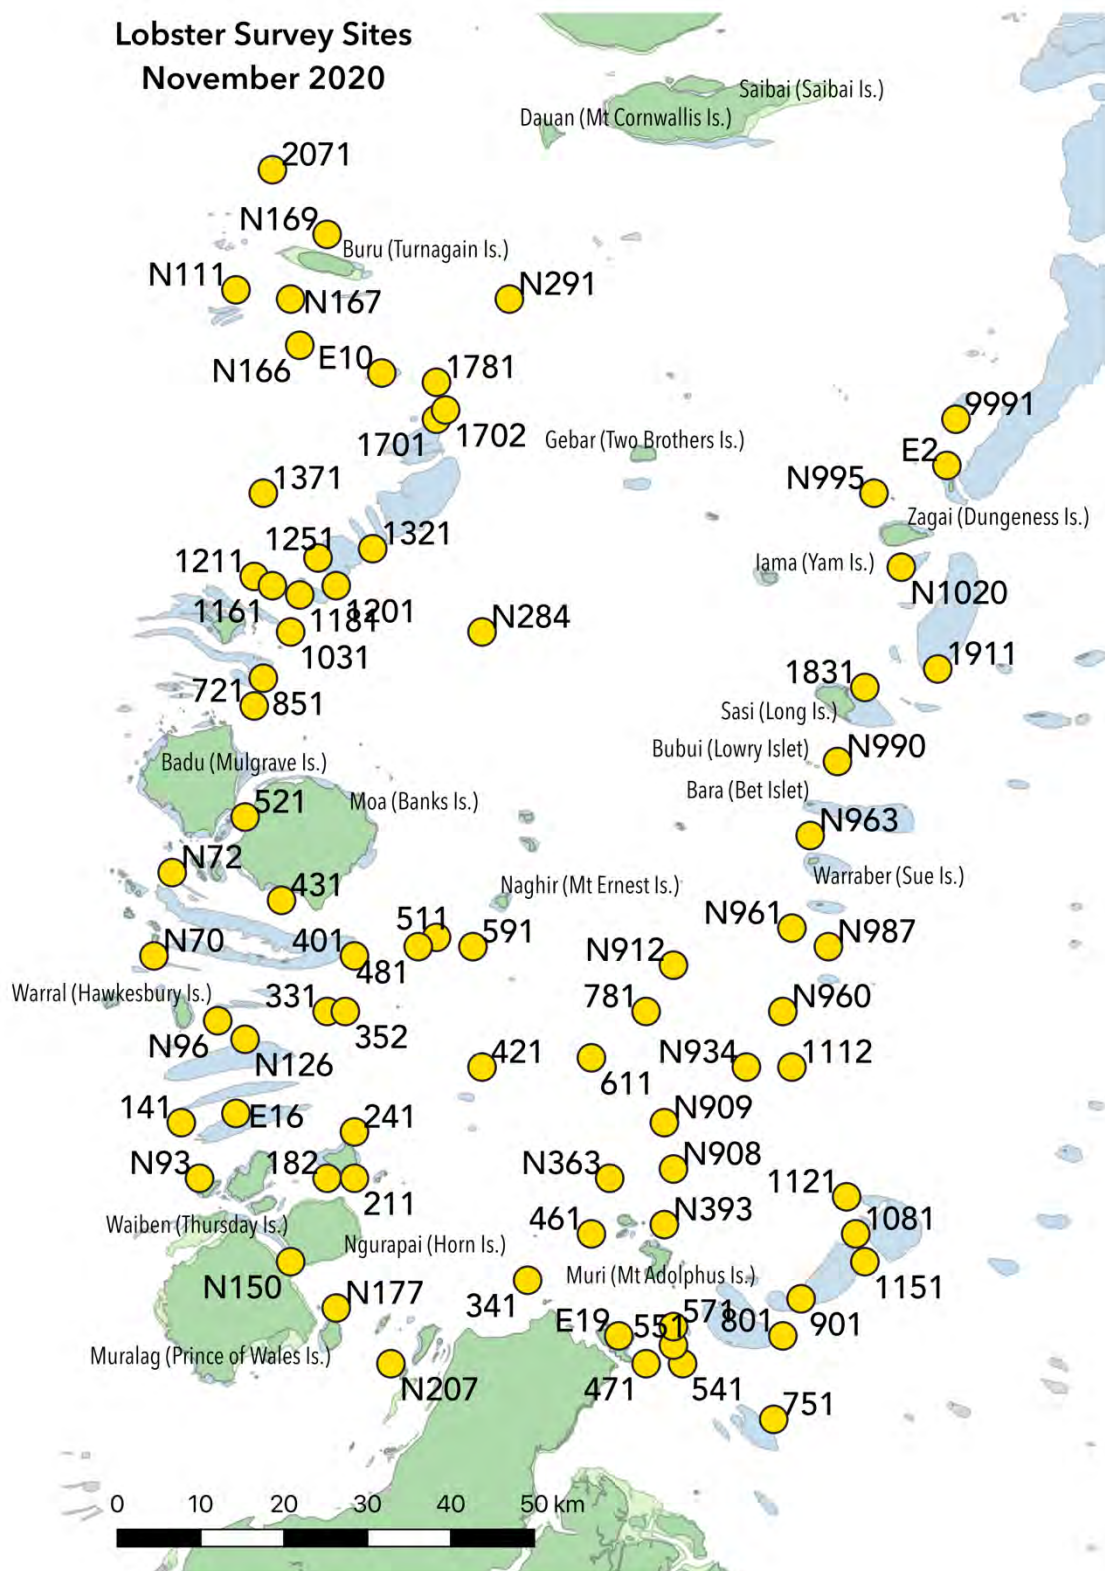 Lobster Survey Sites
November 2020
Saibai (Saibai Is.)
Dauan (Mt Cornwallis Is.)
2071
N169
Buru (Turnagain Is.)
N111
N167
N291
N166
E10
1781
1701
1702
Gebar (Two Brothers Is.)
9991
E2
N995
Zagai (Dungeness Is.)
1371
1251
1321
1211
Iama (Yam Is.)
N1020
1161
1181
1201
N284
1031
1911
1831
721
851
Sasi (Long Is.)
Bubui (Lowry Islet)
N990
Badu (Mulgrave Is.)
Bara (Bet Islet)
521
Moa (Banks Is.)
N963
N72
Warraber (Sue Is.)
431
Naghir (Mt Ernest Is.)
N961
511
591
N70
401
481
N987
N912
Warral (Hawkesbury Is.)
331
352
781
N960
N96
N126
421
611
N934
1112
141
E16
241
N909
N93
182
211
N363
N908
1121
Waiben (Thursday Is.)
461
N393
1081
Ngurapai (Horn Is.)
1151
N150
N177
341
Muri (Mt Adolphus Is.)
E19
551
571
801
901
Muralag (Prince of Wales Is.)
N207
471
541
751
0 10 20 30 40 50 km